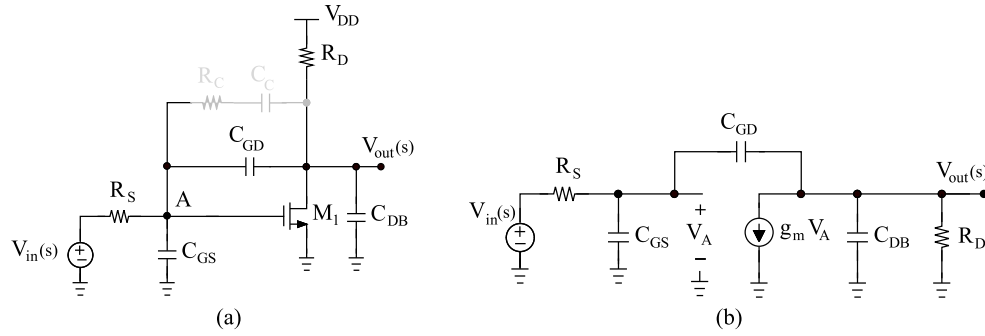 V_DD
R_D
R_C C_C
C_GD
V_out(s)
R_S A M_1 C_DB
V_in(s)
C_GS
(a)
C_GD
R_S
V_out(s)
V_in(s)
C_GS
+
V_A
-
g_m V_A
C_DB
R_D
(b)